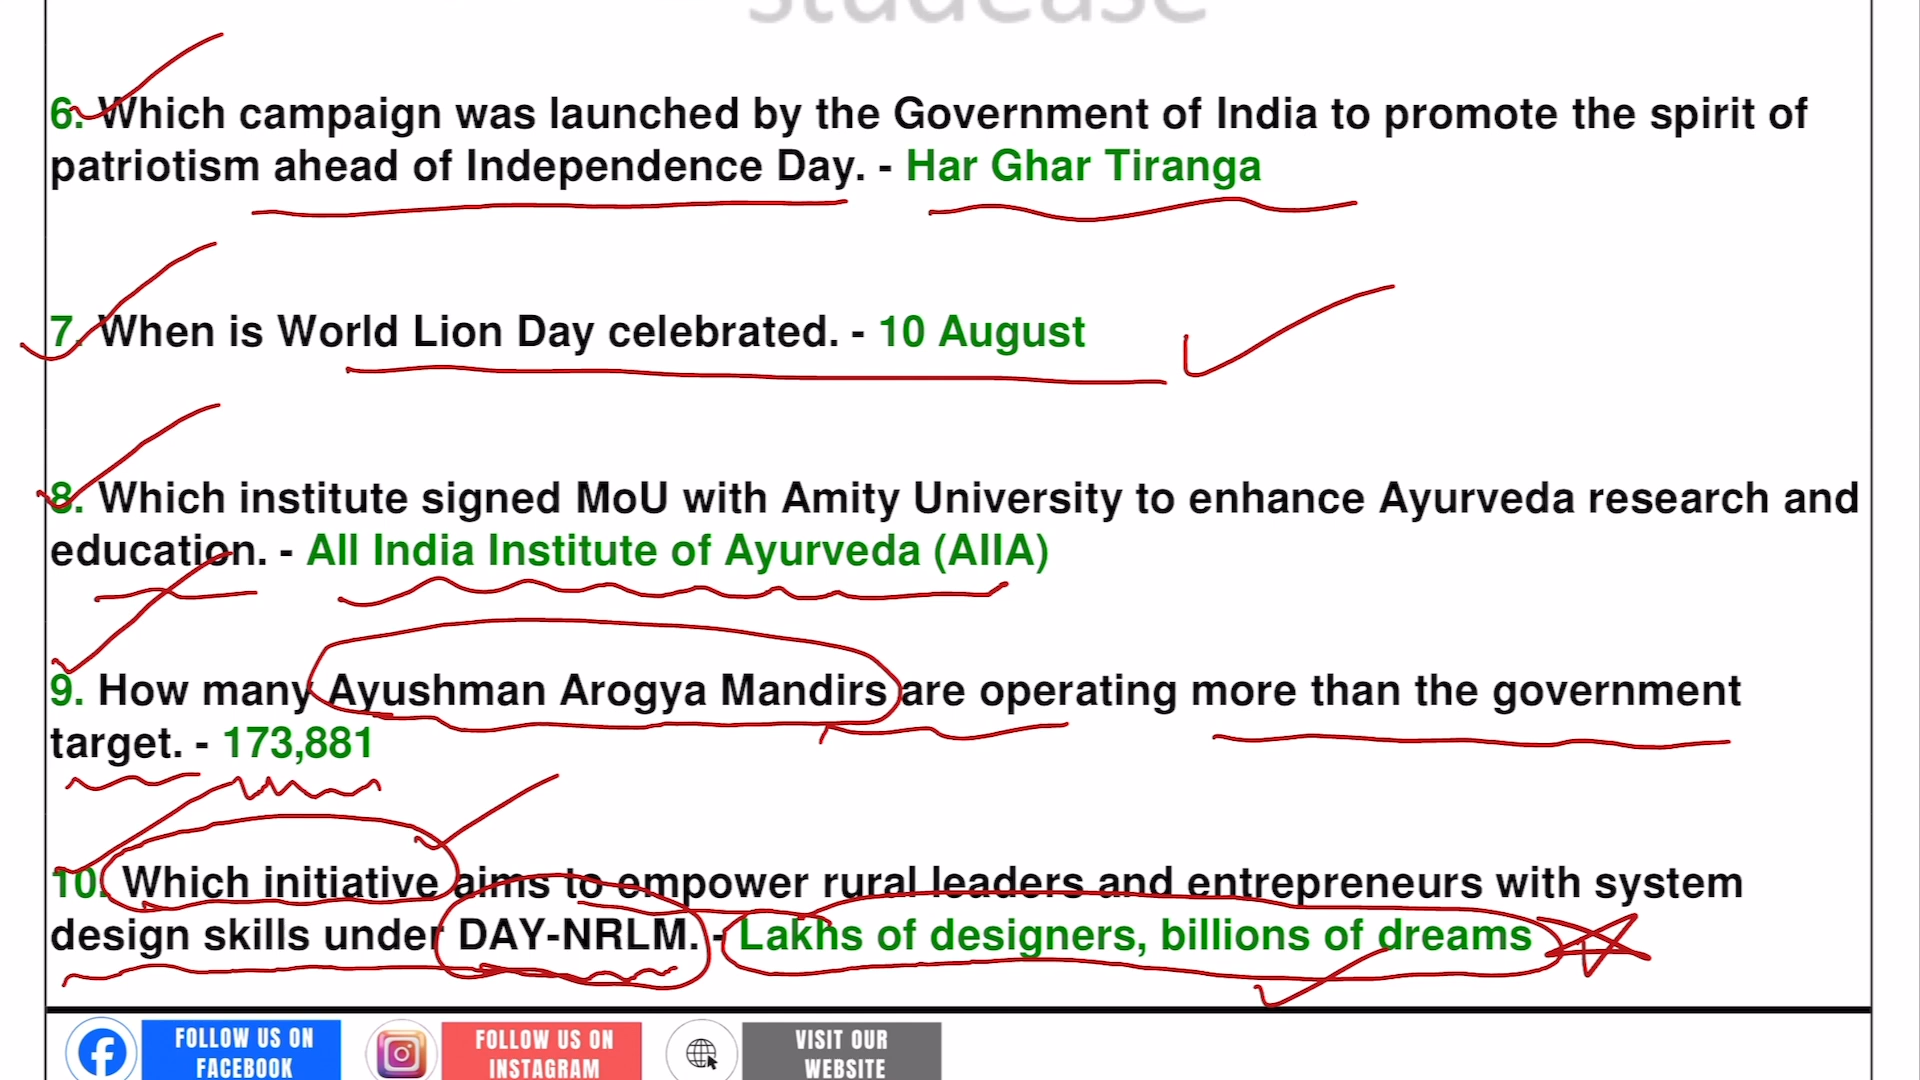 studease
6. Which campaign was launched by the Government of India to promote the spirit of
patriotism ahead of Independence Day. - Har Ghar Tiranga
7. When is World Lion Day celebrated. - 10 August
8. Which institute signed MoU with Amity University to enhance Ayurveda research and
education. - All India Institute of Ayurveda (AIIA)
9. How many Ayushman Arogya Mandirs are operating more than the government
target. - 173,881
10. Which initiative aims to empower rural leaders and entrepreneurs with system
design skills under DAY-NRLM. - Lakhs of designers, billions of dreams
FOLLOW US ON
FACEBOOK
FOLLOW US ON
INSTAGRAM
VISIT OUR
WEBSITE